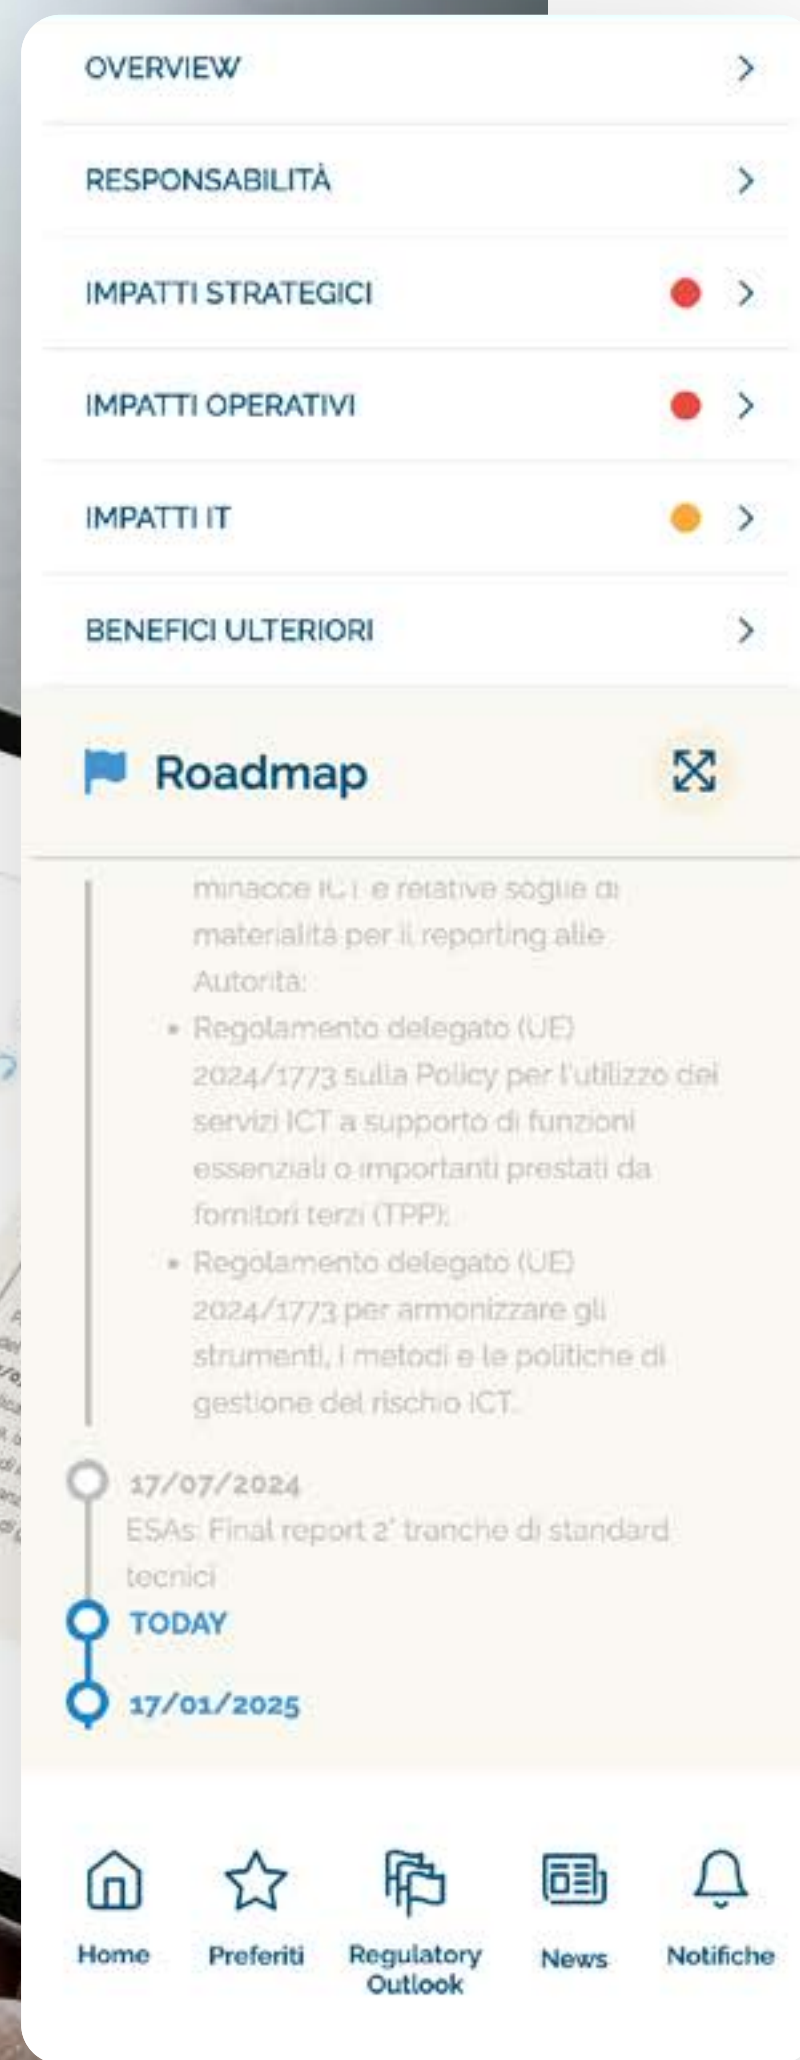 OVERVIEW
RESPONSABILITÀ
IMPATTI STRATEGICI
IMPATTI OPERATIVI
IMPATTI IT
BENEFICI ULTERIORI
Roadmap
minacce ICT e relative soglie di
materialità per il reporting alle
Autorità;
• Regolamento delegato (UE)
2024/1773 sulla Policy per l'utilizzo dei
servizi ICT a supporto di funzioni
essenziali o importanti prestati da
fornitori terzi (TPP);
• Regolamento delegato (UE)
2024/1773 per armonizzare gli
strumenti, i metodi e le politiche di
gestione del rischio ICT.
17/07/2024
ESAs: Final report 2° tranche di standard
tecnici
TODAY
17/01/2025
Home
Preferiti
Regulatory
Outlook
News
Notifiche